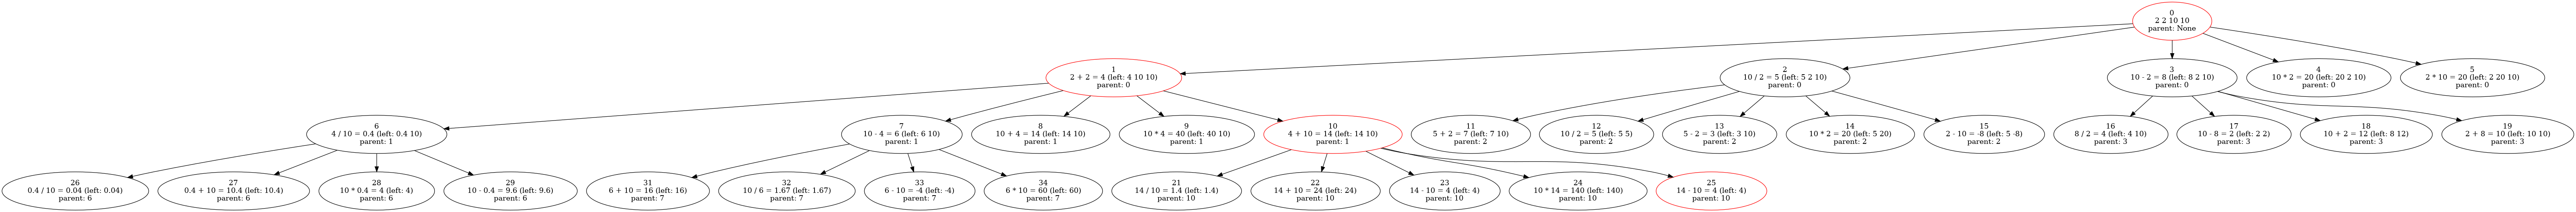 0
2 2 10 10
parent: None
1
2 + 2 = 4 (left: 4 10 10)
parent: 0
2
10 / 2 = 5 (left: 5 2 10)
parent: 0
3
10 - 2 = 8 (left: 8 2 10)
parent: 0
4
10 * 2 = 20 (left: 20 2 10)
parent: 0
5
2 * 10 = 20 (left: 2 20 10)
parent: 0
6
4 / 10 = 0.4 (left: 0.4 10)
parent: 1
7
10 - 4 = 6 (left: 6 10)
parent: 1
8
10 + 4 = 14 (left: 14 10)
parent: 1
9
10 * 4 = 40 (left: 40 10)
parent: 1
10
4 + 10 = 14 (left: 14 10)
parent: 1
11
5 + 2 = 7 (left: 7 10)
parent: 2
12
10 / 2 = 5 (left: 5 5)
parent: 2
13
5 - 2 = 3 (left: 3 10)
parent: 2
14
10 * 2 = 20 (left: 5 20)
parent: 2
15
2 - 10 = -8 (left: 5 -8)
parent: 2
16
8 / 2 = 4 (left: 4 10)
parent: 3
17
10 - 8 = 2 (left: 2 2)
parent: 3
18
10 + 2 = 12 (left: 8 12)
parent: 3
19
2 + 8 = 10 (left: 10 10)
parent: 3
26
0.4 / 10 = 0.04 (left: 0.04)
parent: 6
27
0.4 + 10 = 10.4 (left: 10.4)
parent: 6
28
10 * 0.4 = 4 (left: 4)
parent: 6
29
10 - 0.4 = 9.6 (left: 9.6)
parent: 6
31
6 + 10 = 16 (left: 16)
parent: 7
32
10 / 6 = 1.67 (left: 1.67)
parent: 7
33
6 - 10 = -4 (left: -4)
parent: 7
34
6 * 10 = 60 (left: 60)
parent: 7
21
14 / 10 = 1.4 (left: 1.4)
parent: 10
22
14 + 10 = 24 (left: 24)
parent: 10
23
14 - 10 = 4 (left: 4)
parent: 10
24
10 * 14 = 140 (left: 140)
parent: 10
25
14 - 10 = 4 (left: 4)
parent: 10